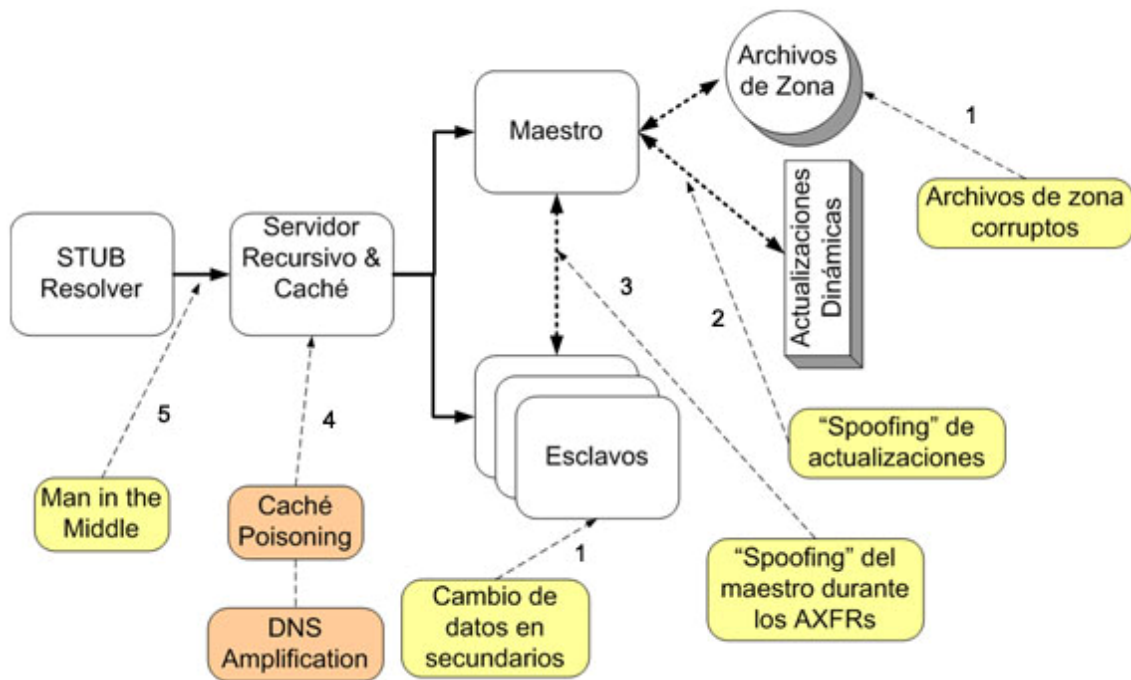 Archivos
de Zona
1
Maestro
Archivos de zona
corruptos
Actualizaciones
Dinámicas
STUB
Resolver
Servidor
Recursivo &
Caché
3
2
5
4
Esclavos
“Spoofing” de
actualizaciones
Man in the
Middle
Caché
Poisoning
1
“Spoofing” del
maestro durante
los AXFRs
Cambio de
datos en
secundarios
DNS
Amplification